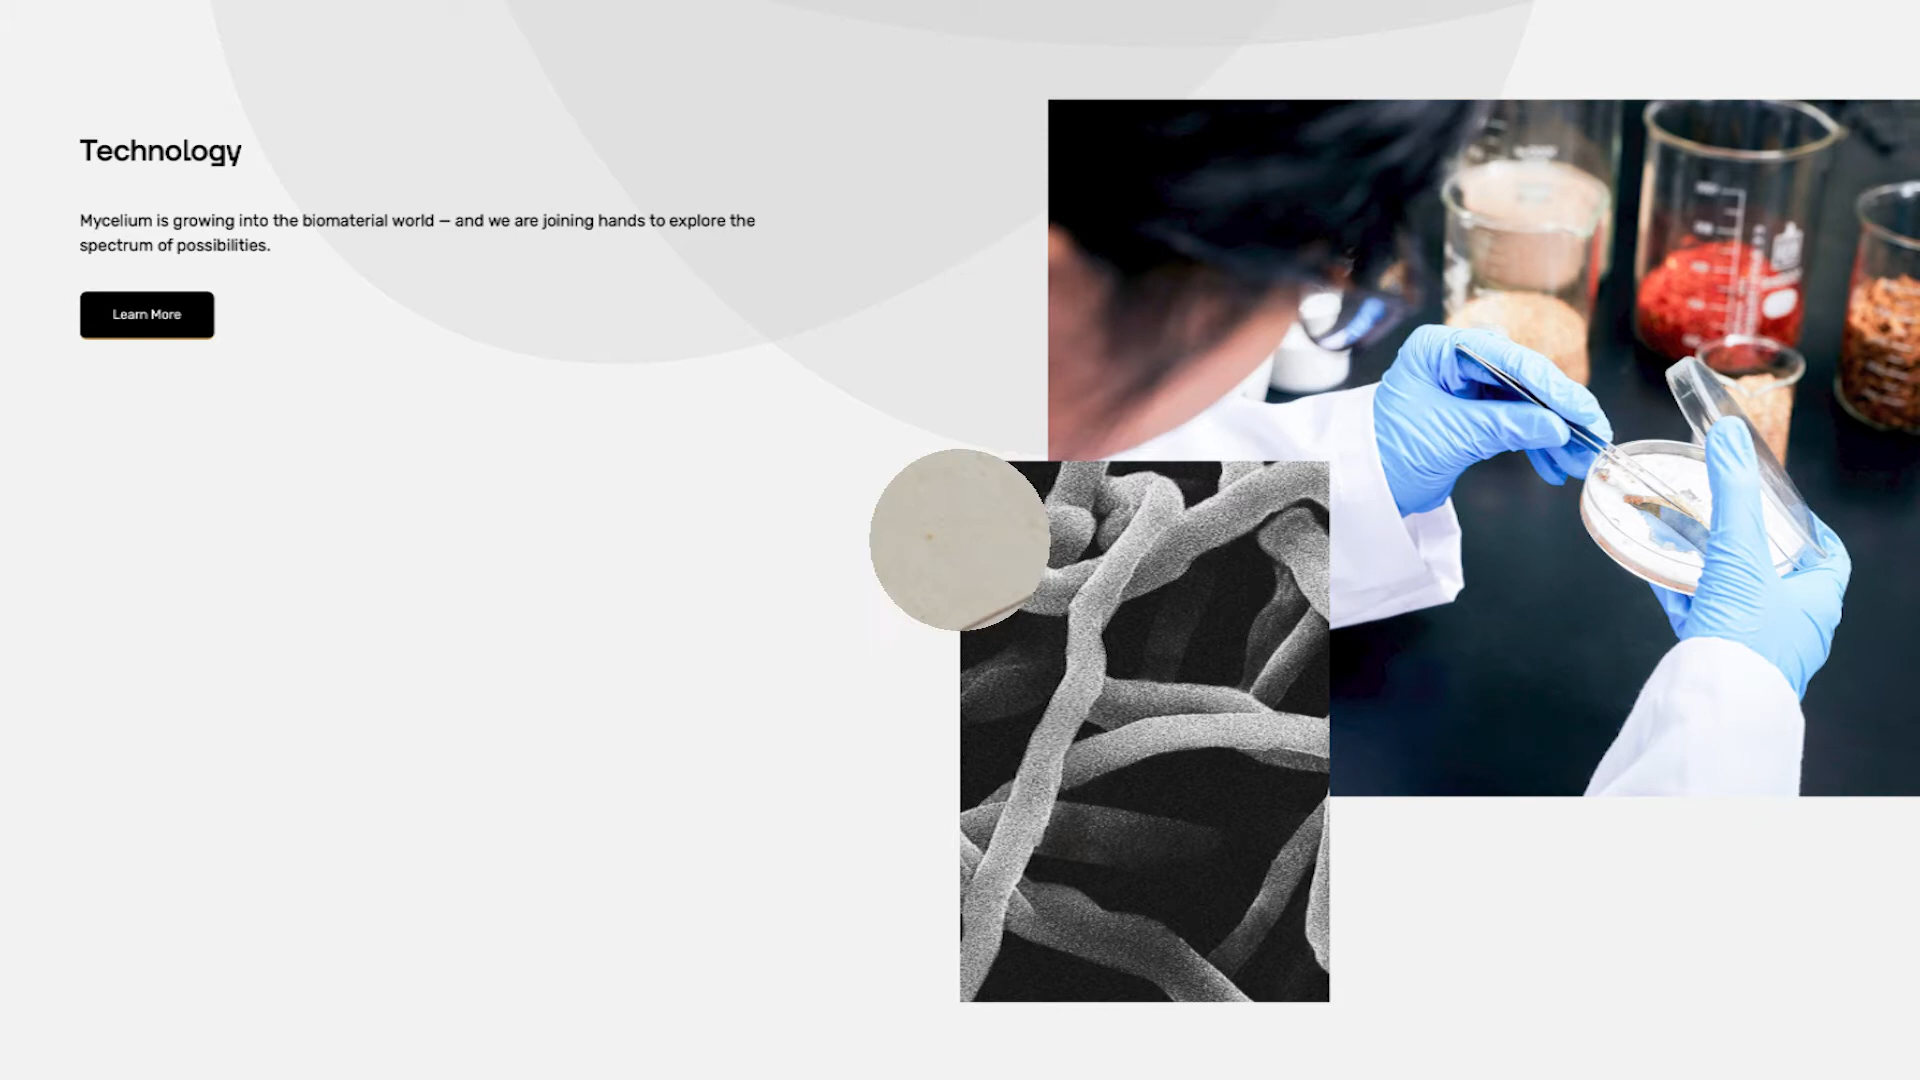 Technology
Mycelium is growing into the biomaterial world — and we are joining hands to explore the
spectrum of possibilities.
Learn More